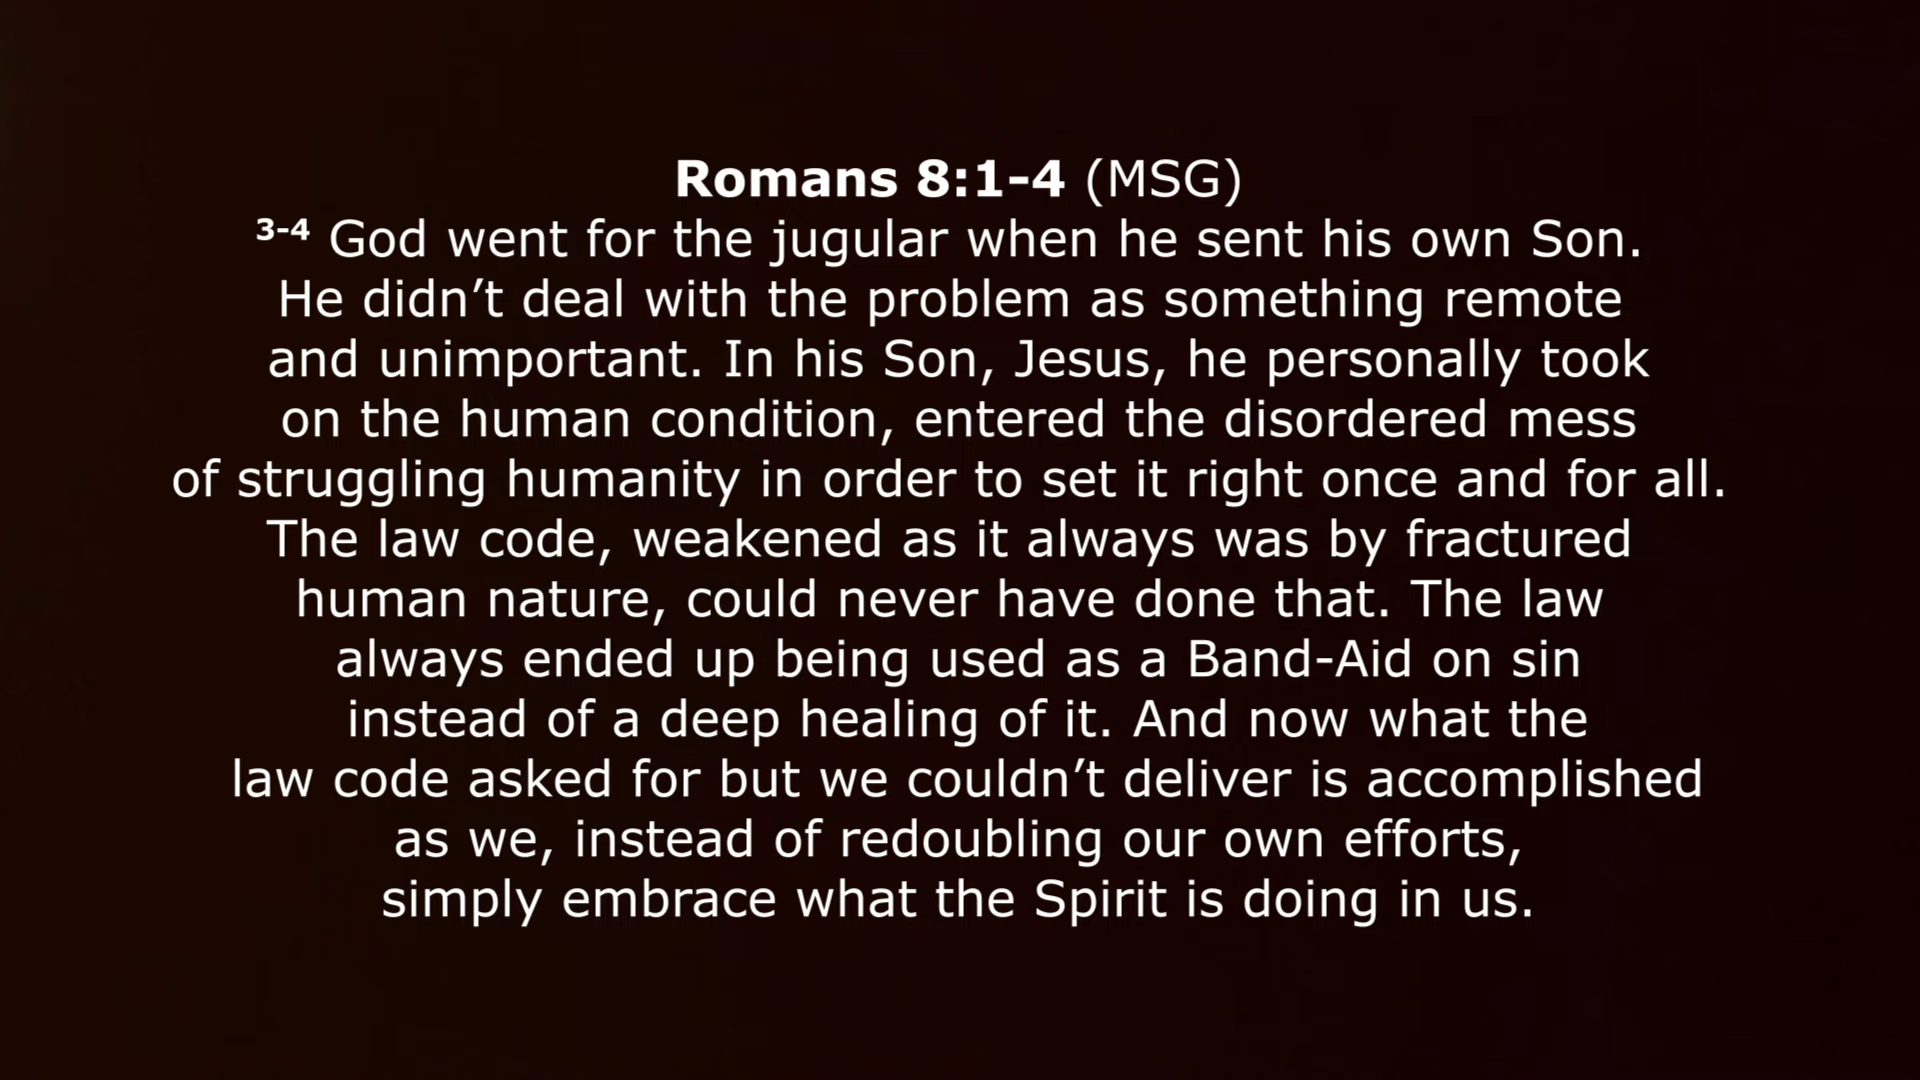 Romans 8:1-4 (MSG)
3-4 God went for the jugular when he sent his own Son.
He didn’t deal with the problem as something remote
and unimportant. In his Son, Jesus, he personally took
on the human condition, entered the disordered mess
of struggling humanity in order to set it right once and for all.
The law code, weakened as it always was by fractured
human nature, could never have done that. The law
always ended up being used as a Band-Aid on sin
instead of a deep healing of it. And now what the
law code asked for but we couldn’t deliver is accomplished
as we, instead of redoubling our own efforts,
simply embrace what the Spirit is doing in us.